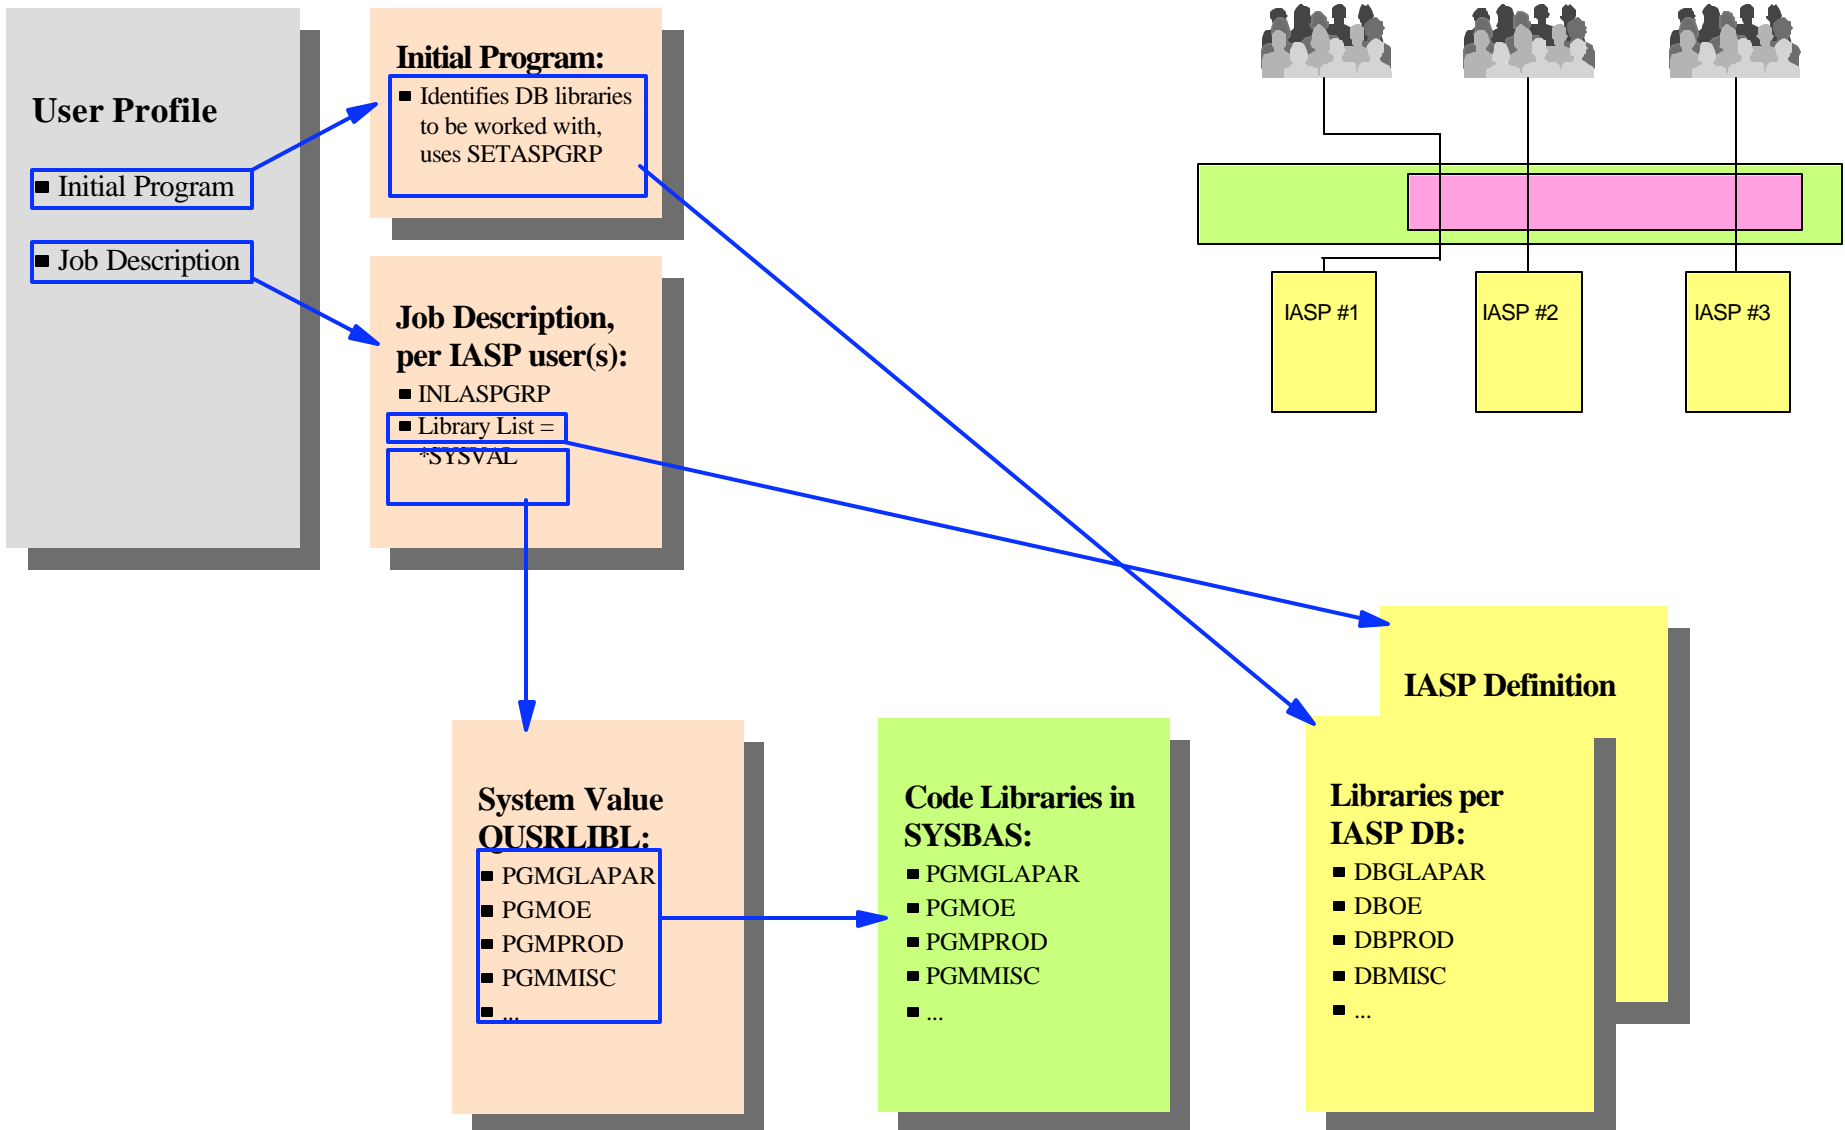 User Profile
Initial Program
Job Description
Initial Program:
Identifies DB libraries
to be worked with,
uses SETASPGRP
Job Description,
per IASP user(s):
INLASPGRP
Library List =
*SYSVAL
IASP #1
IASP #2
IASP #3
System Value
QUSRLIBL:
PGMGLAPAR
PGMOE
PGMPROD
PGMMISC
...
Code Libraries in
SYSBAS:
PGMGLAPAR
PGMOE
PGMPROD
PGMMISC
...
IASP Definition
Libraries per
IASP DB:
DBGLAPAR
DBOE
DBPROD
DBMISC
...